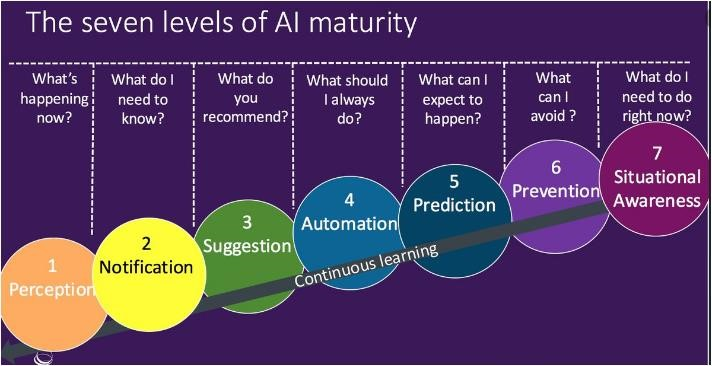 The seven levels of AI maturity
What's
happening
now?
What do I
need to
know?
What do
you
recommend?
What should
I always
do?
What can I
expect to
happen?
What
can I
avoid ?
What do I
need to do
right now?
1
Perception
2
Notification
3
Suggestion
4
Automation
5
Prediction
6
Prevention
7
Situational
Awareness
Continuous learning